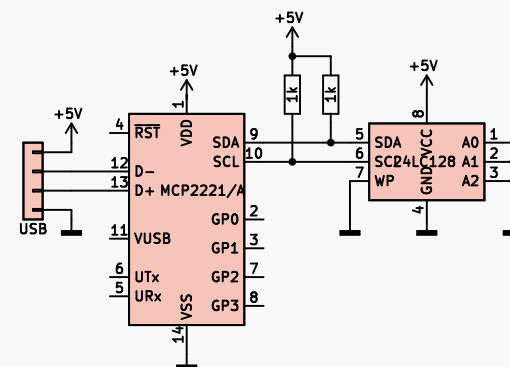 +5V
+5V
+5V
+5V
1k
1k
1
VDD
4
RST
8
VCC
9
SDA
5
SDA
A0
1
10
SCL
6
SCL
24LC128
A1
2
12
D-
7
WP
A2
3
13
D+
MCP2221/A
GND
4
USB
GP0
2
11
VUSB
GP1
3
6
UTx
GP2
7
5
URx
GP3
8
VSS
14